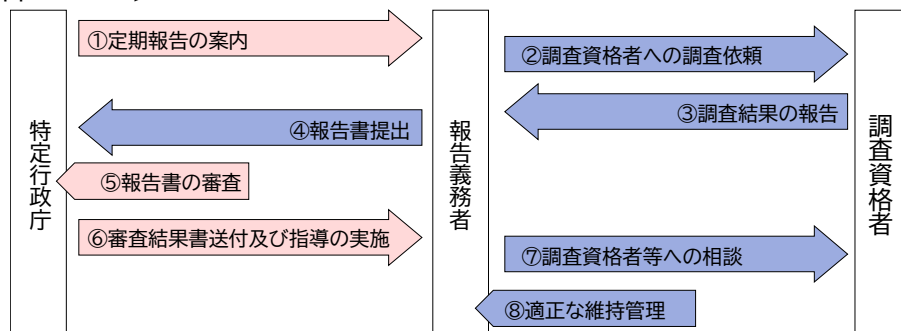 特定行政庁
報告義務者
調査資格者
①定期報告の案内
②調査資格者への調査依頼
③調査結果の報告
④報告書提出
⑤報告書の審査
⑥審査結果書送付及び指導の実施
⑦調査資格者等への相談
⑧適正な維持管理